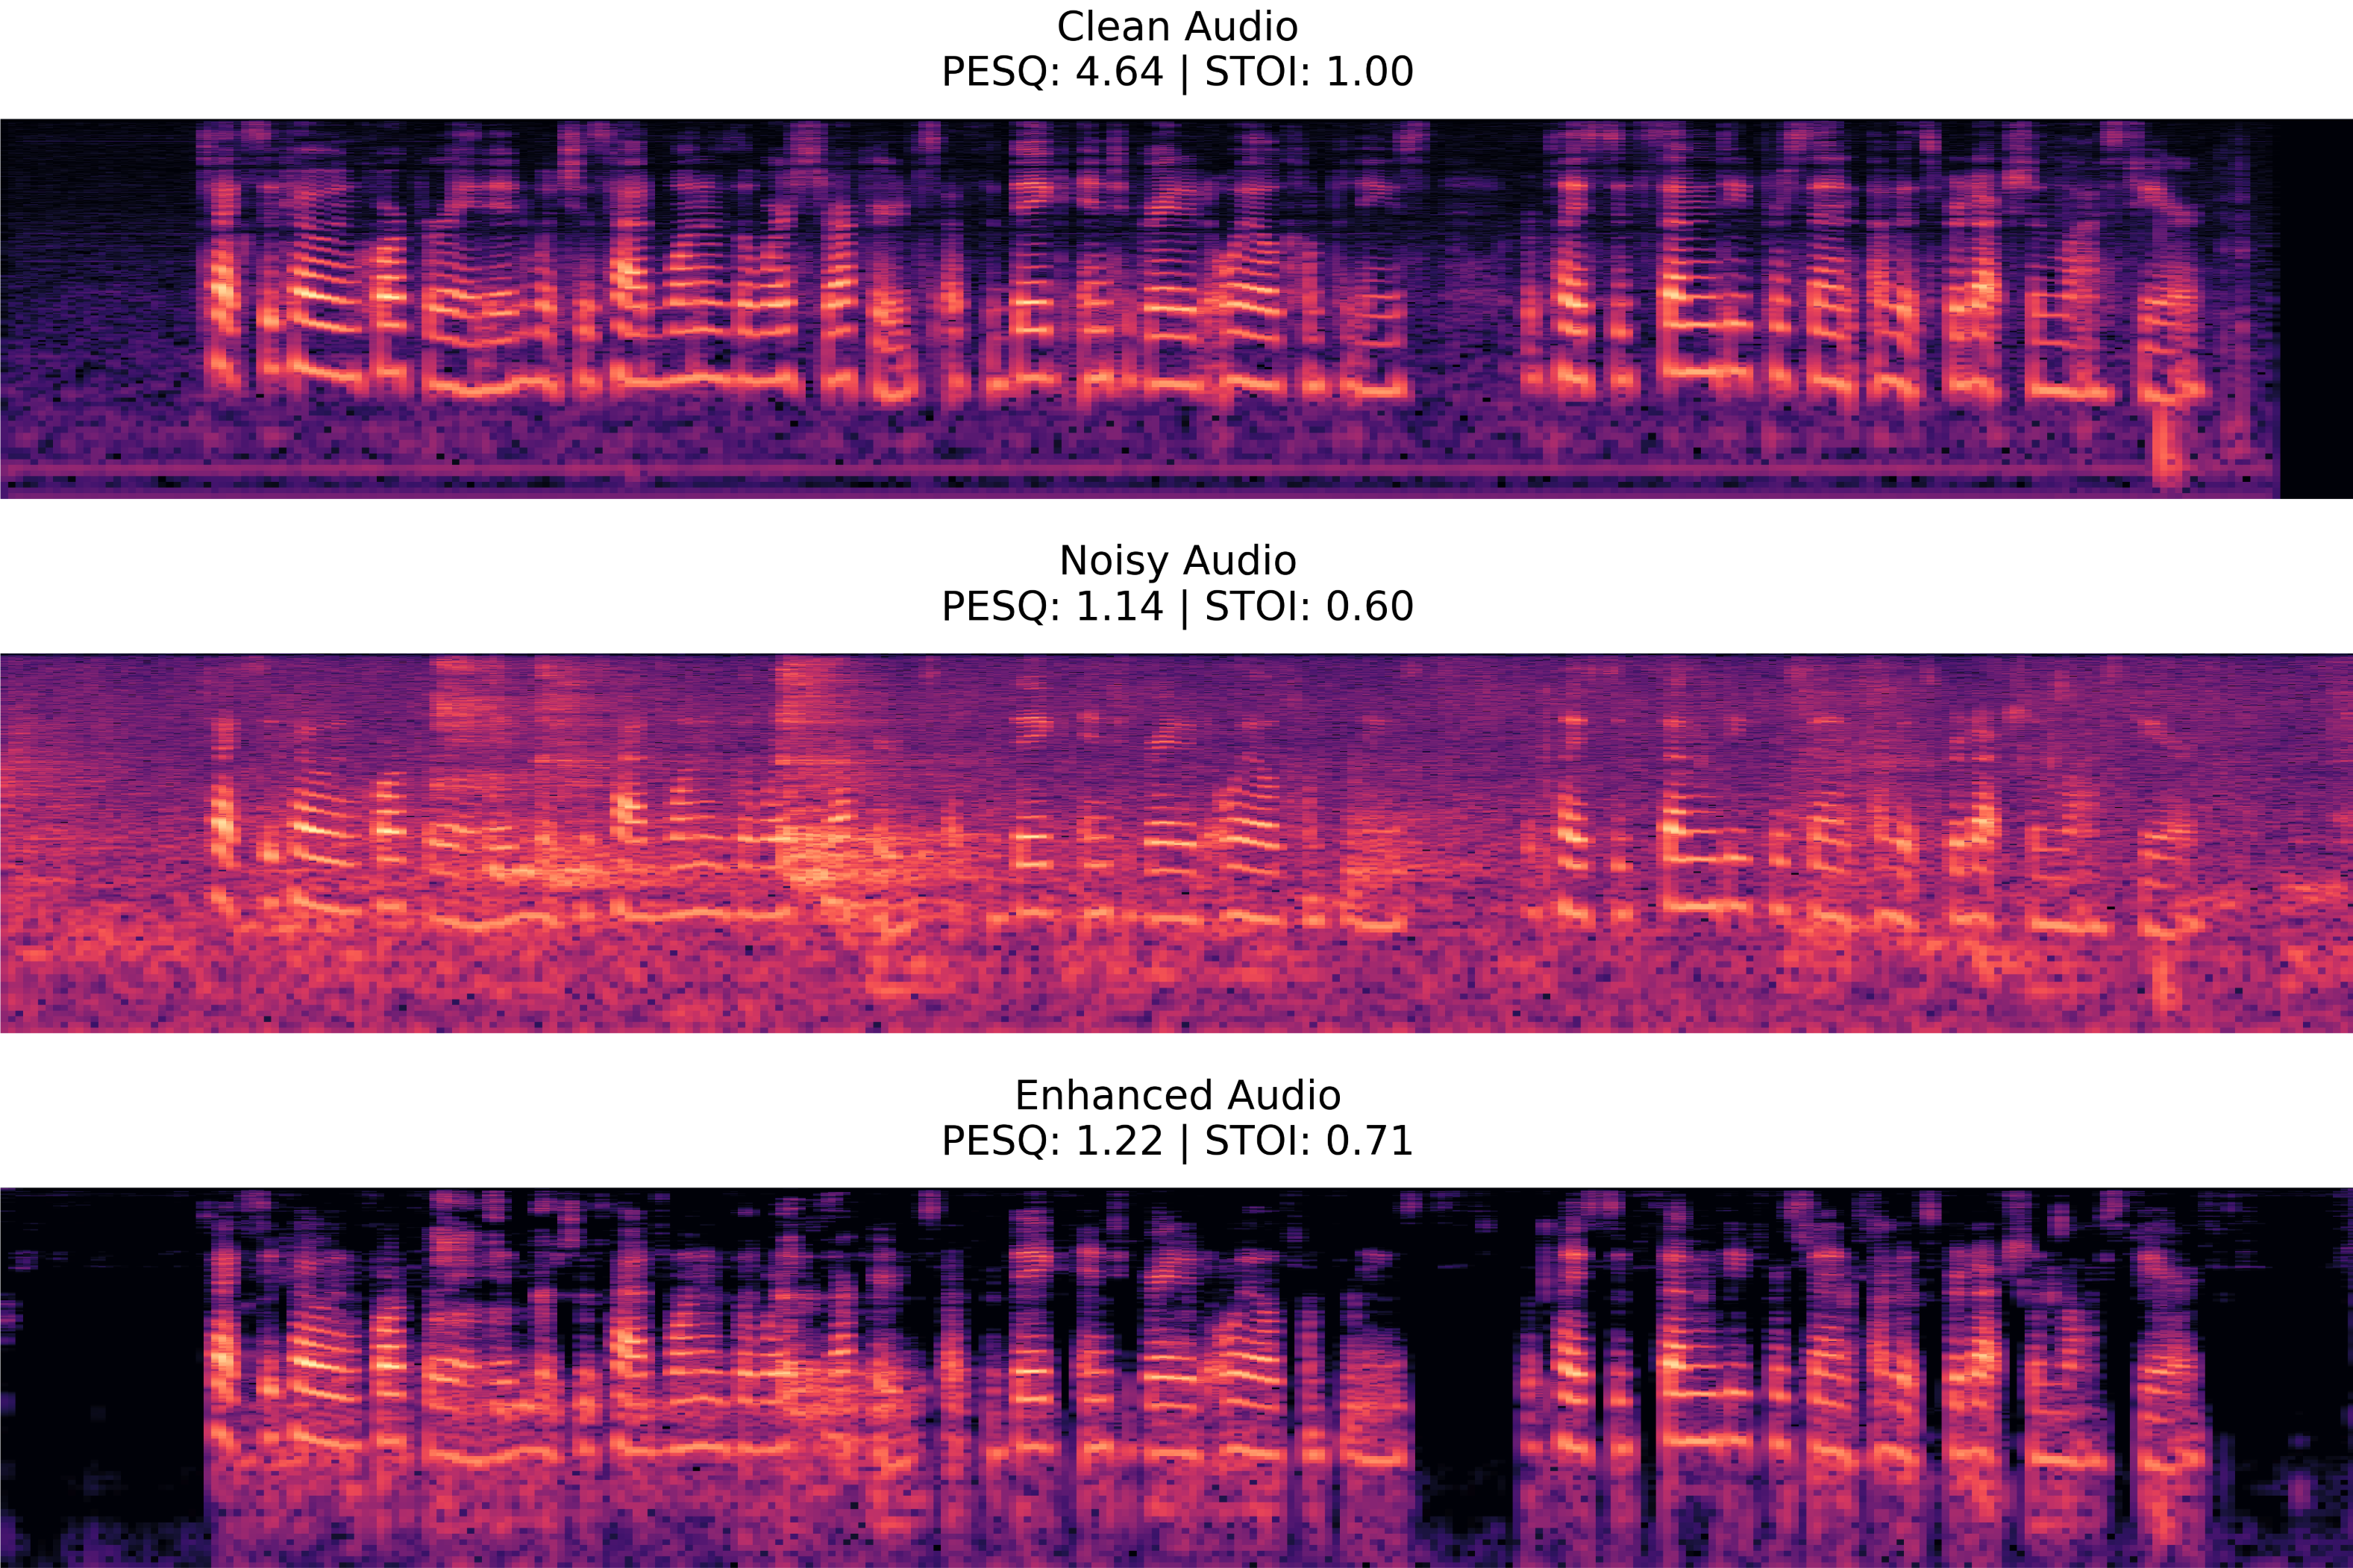 Clean Audio
PESQ: 4.64 | STOI: 1.00
Noisy Audio
PESQ: 1.14 | STOI: 0.60
Enhanced Audio
PESQ: 1.22 | STOI: 0.71